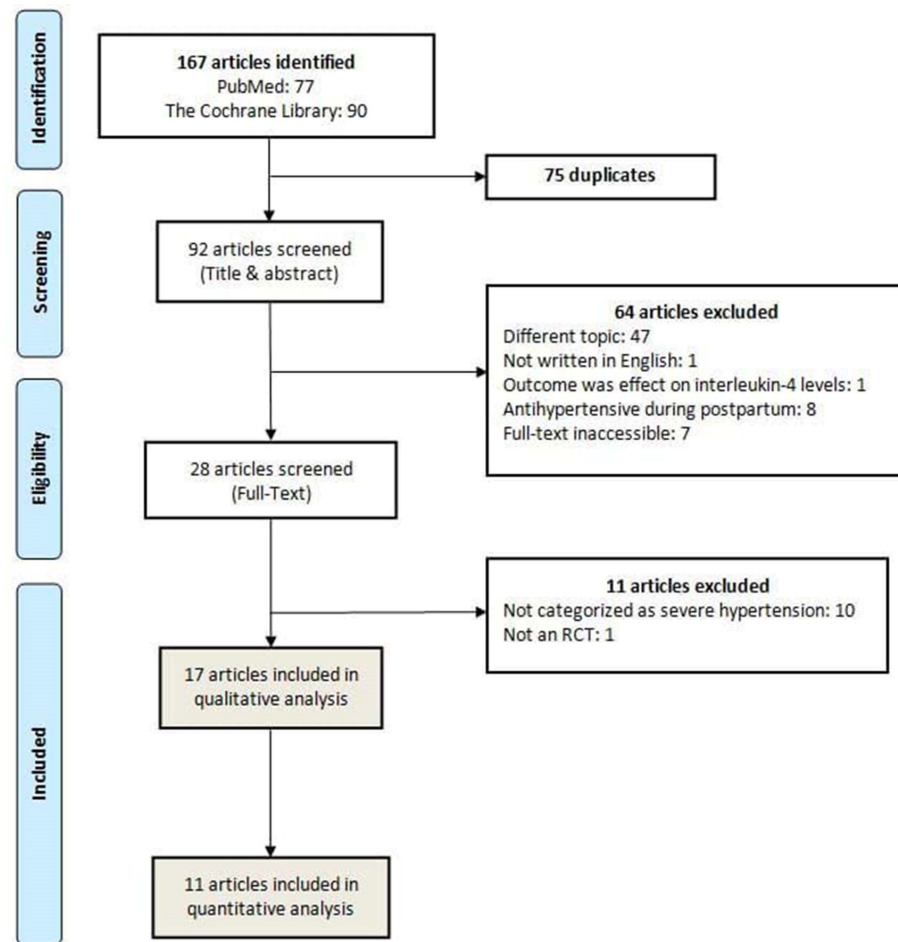 Identification
167 articles identified
PubMed: 77
The Cochrane Library: 90
75 duplicates
Screening
92 articles screened
(Title & abstract)
64 articles excluded
Different topic: 47
Not written in English: 1
Outcome was effect on interleukin-4 levels: 1
Antihypertensive during postpartum: 8
Full-text inaccessible: 7
Eligibility
28 articles screened
(Full-Text)
11 articles excluded
Not categorized as severe hypertension: 10
Not an RCT: 1
Included
17 articles included in
qualitative analysis
11 articles included in
quantitative analysis